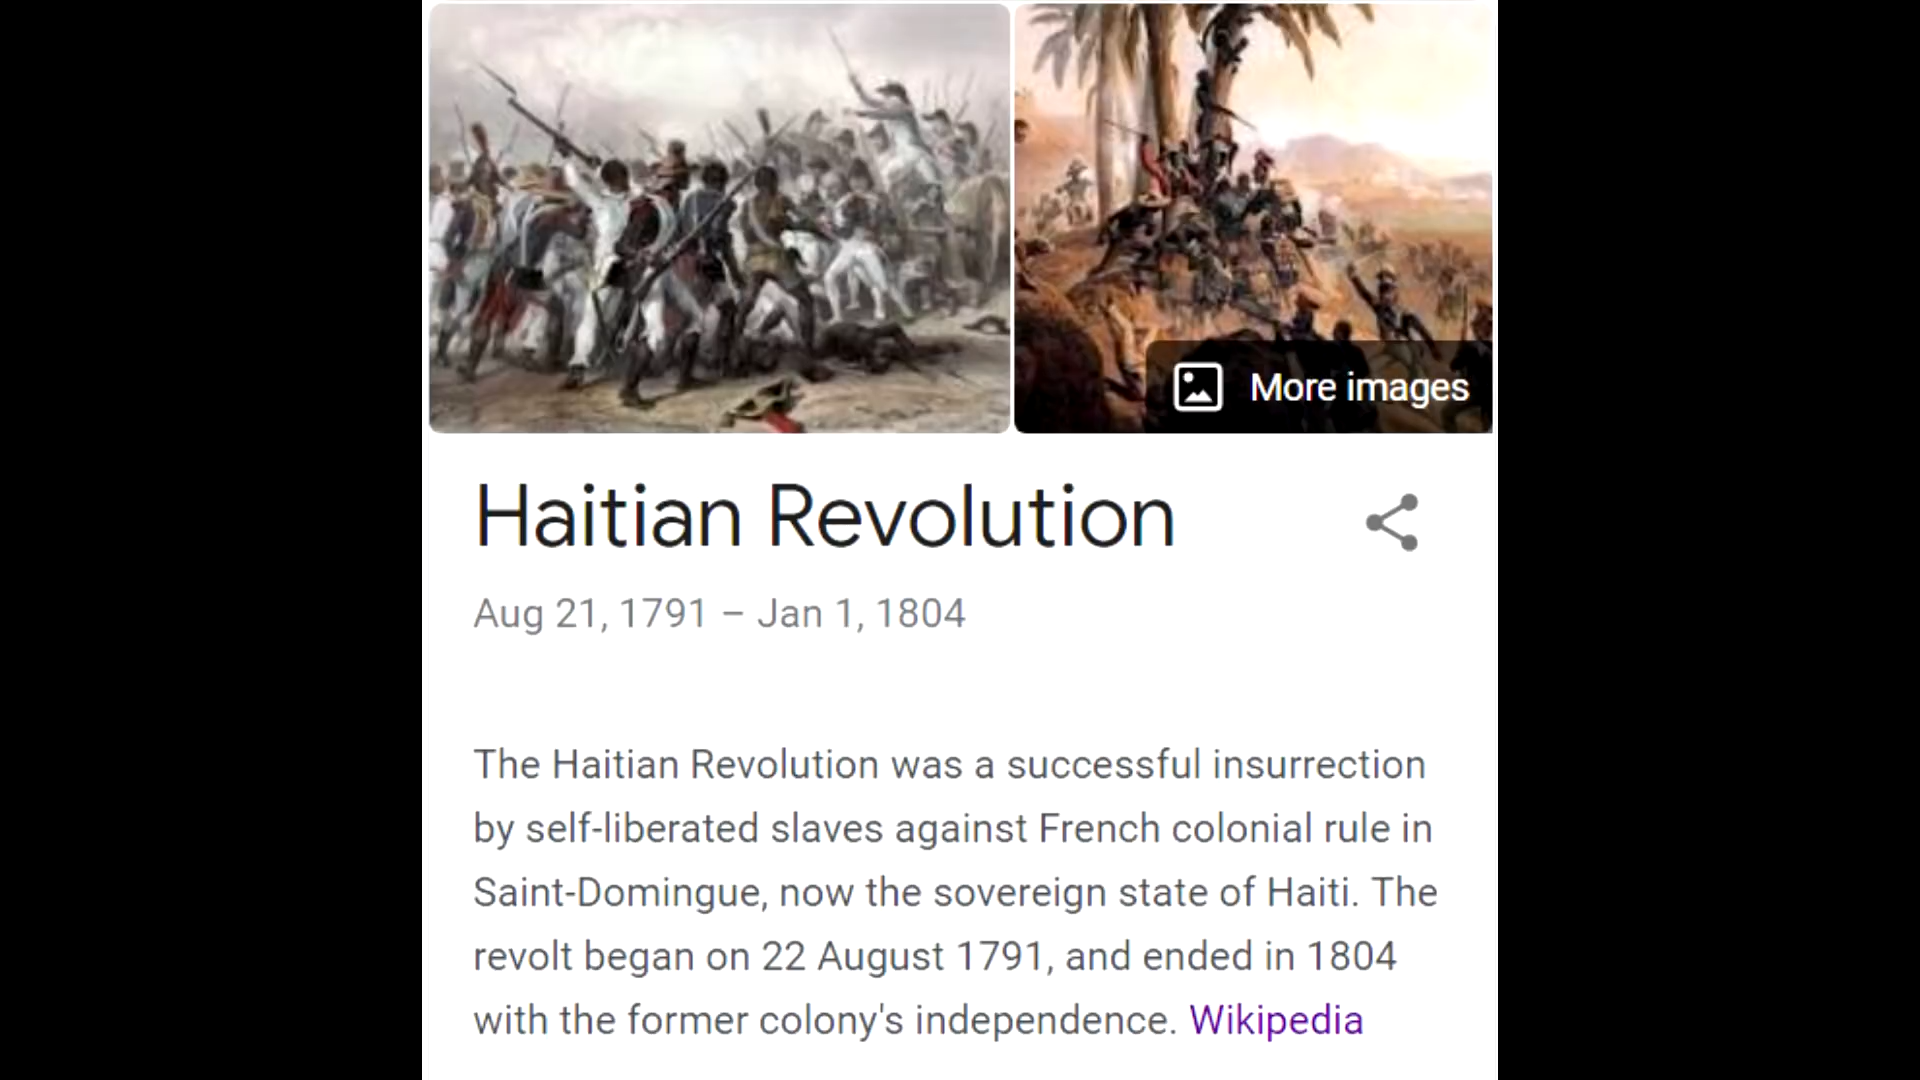 More images
Haitian Revolution
Aug 21, 1791 – Jan 1, 1804
The Haitian Revolution was a successful insurrection
by self-liberated slaves against French colonial rule in
Saint-Domingue, now the sovereign state of Haiti. The
revolt began on 22 August 1791, and ended in 1804
with the former colony's independence. Wikipedia